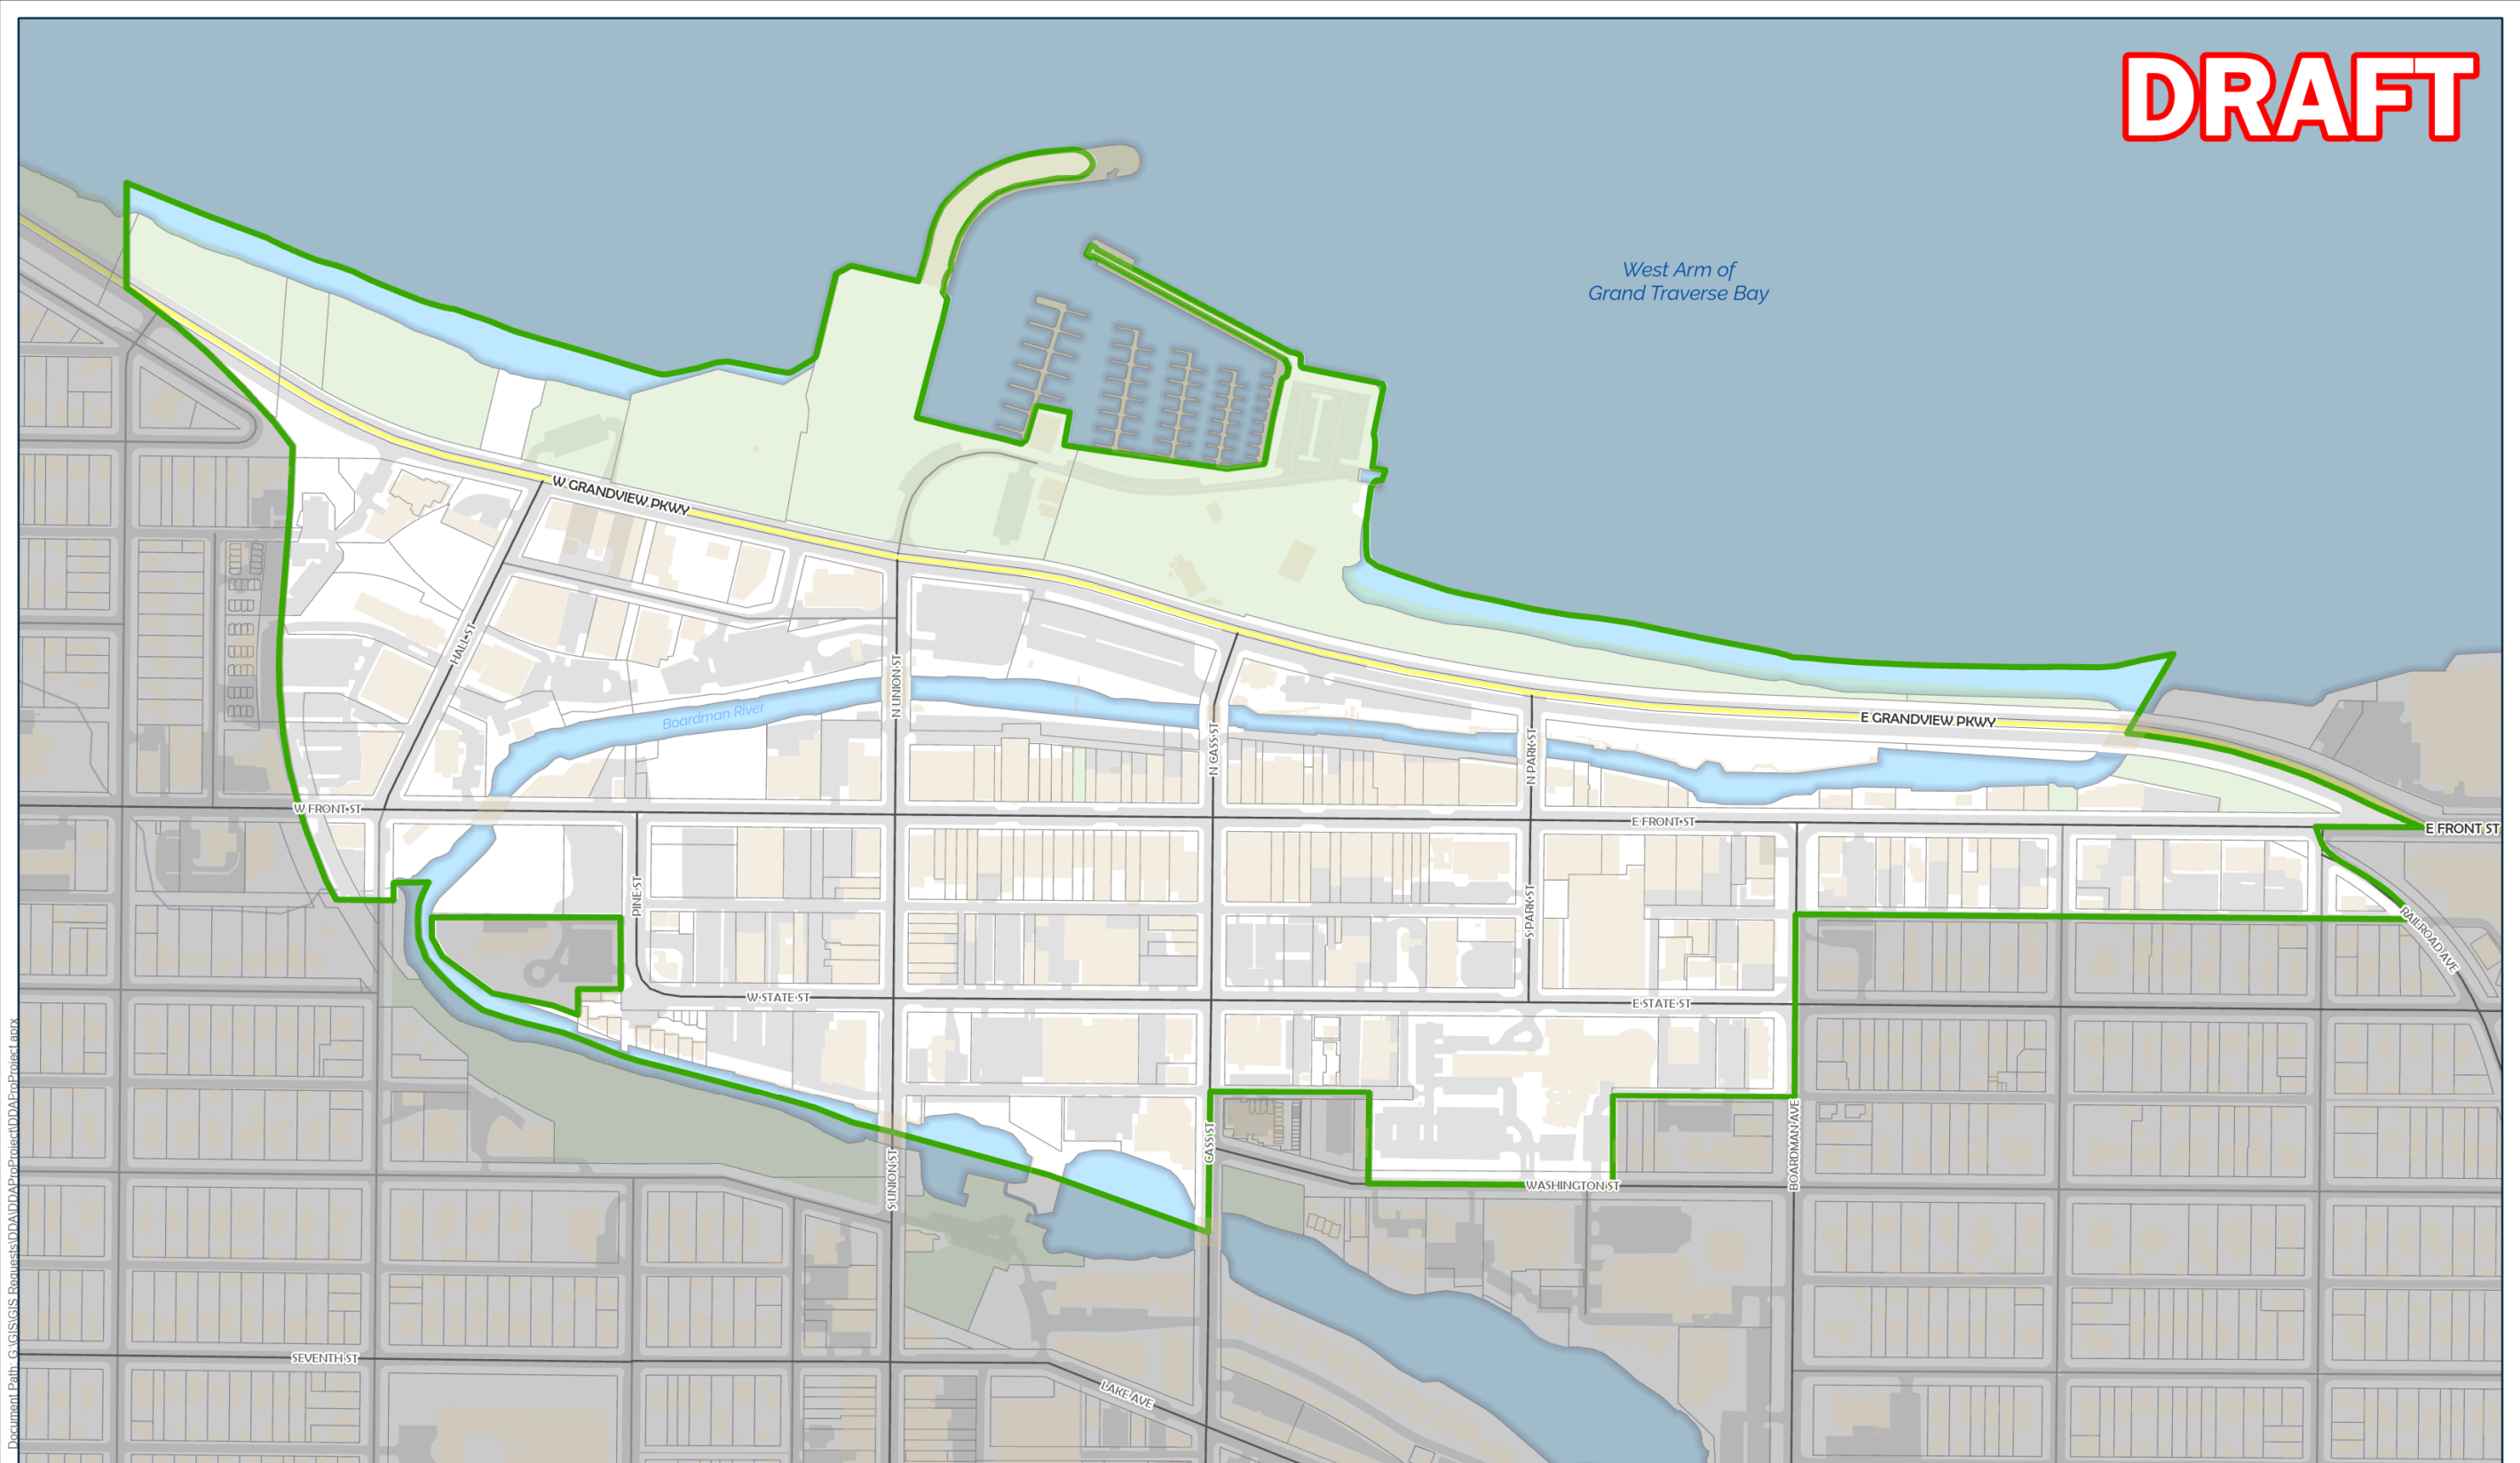 DRAFT
West Arm of
Grand Traverse Bay
W GRANDVIEW PKWY
HALL ST
N UNION ST
Boardman River
N CASS ST
N PARK ST
E GRANDVIEW PKWY
W FRONT ST
E FRONT ST
E FRONT ST
PINE ST
S PARK ST
RAILROAD AVE
W STATE ST
E STATE ST
CASS ST
S UNION ST
BOARDMAN AVE
WASHINGTON ST
SEVENTH ST
LAKE AVE
Document Path: G:\GIS\GIS Requests\DDA\DDAProProject\DDAProProject.aprx